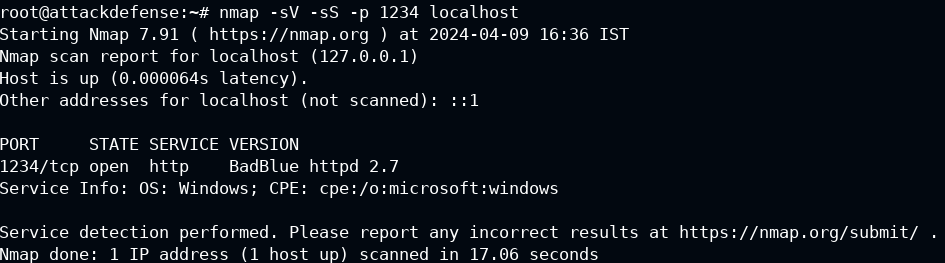 root@attackdefense:~# nmap -sV -sS -p 1234 localhost
Starting Nmap 7.91 ( https://nmap.org ) at 2024-04-09 16:36 IST
Nmap scan report for localhost (127.0.0.1)
Host is up (0.000064s latency).
Other addresses for localhost (not scanned): ::1
PORT     STATE SERVICE VERSION
1234/tcp open  http    BadBlue httpd 2.7
Service Info: OS: Windows; CPE: cpe:/o:microsoft:windows
Service detection performed. Please report any incorrect results at https://nmap.org/submit/ .
Nmap done: 1 IP address (1 host up) scanned in 17.06 seconds